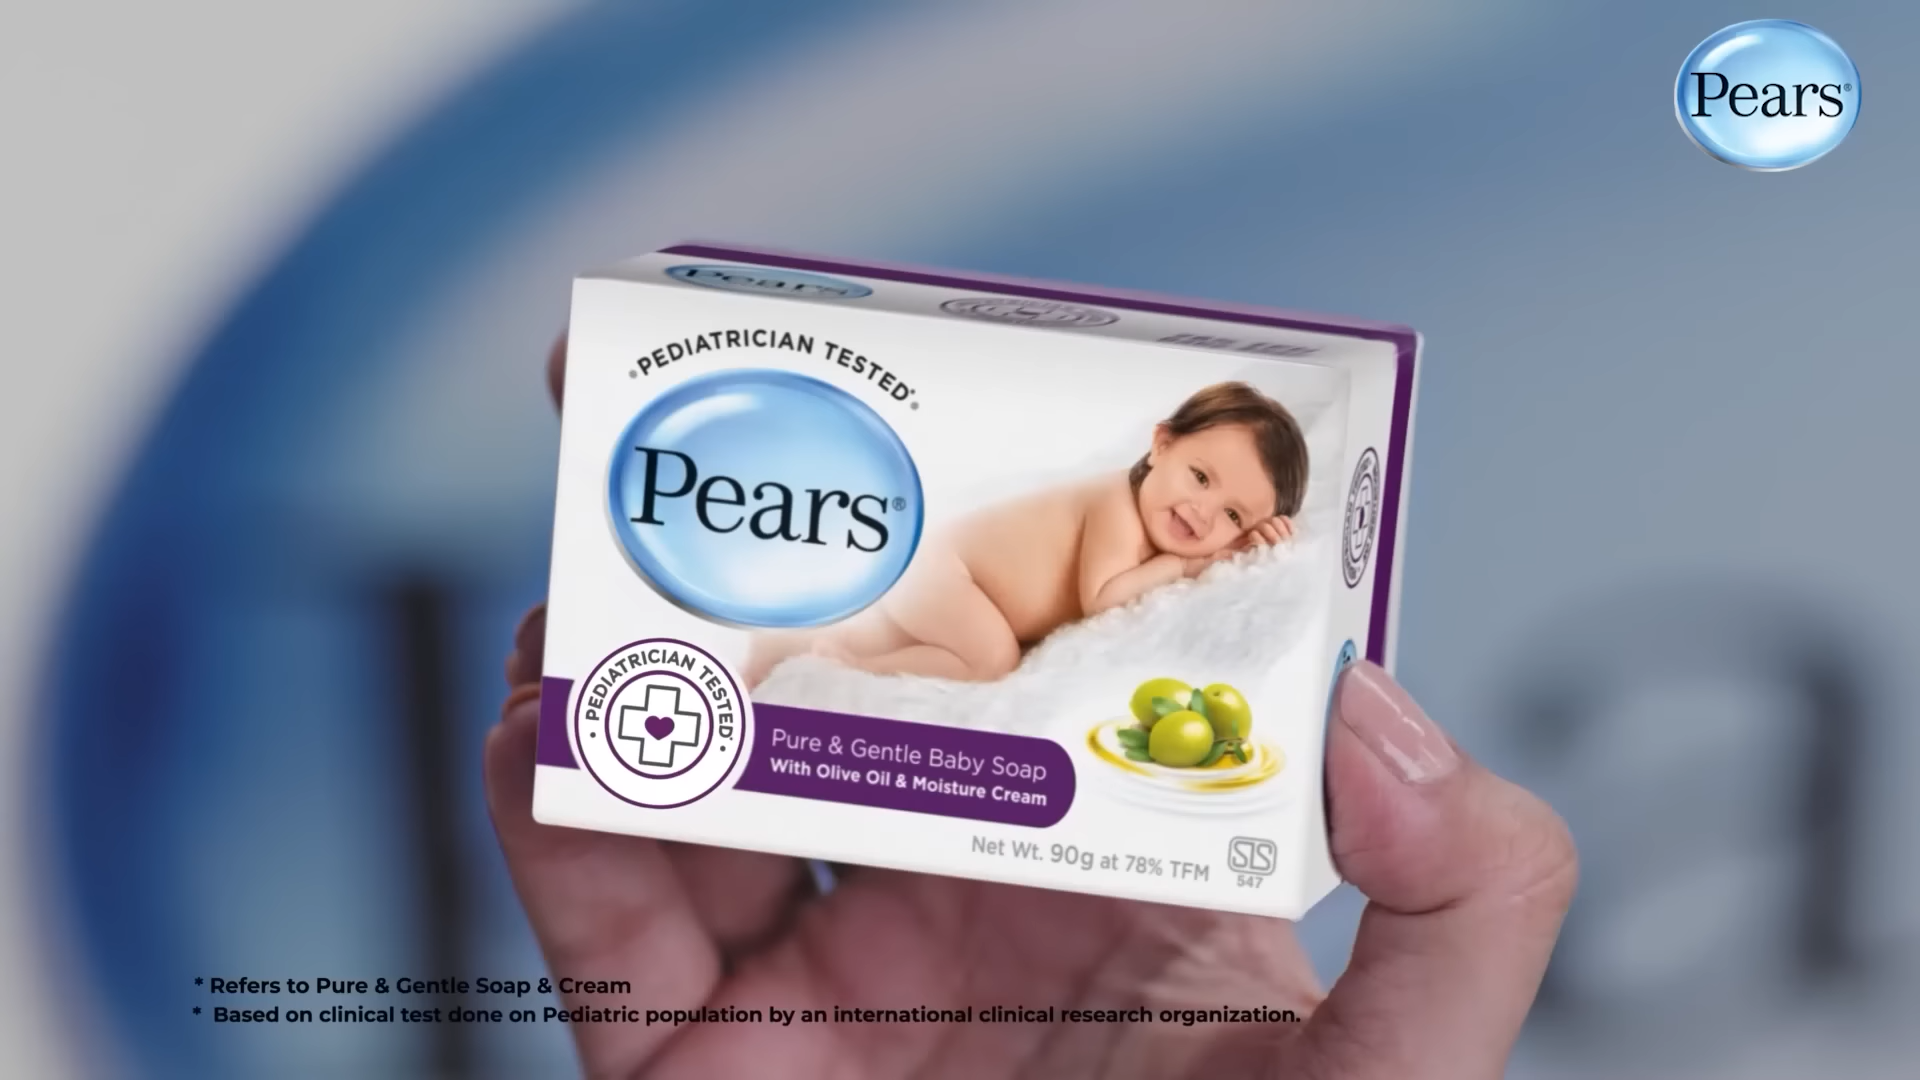 Pears®
Pears
•PEDIATRICIAN TESTED*•
Pears®
• PEDIATRICIAN TESTED* •
Pure & Gentle Baby Soap
With Olive Oil & Moisture Cream
Net Wt. 90g at 78% TFM
SLS
547
* Refers to Pure & Gentle Soap & Cream
* Based on clinical test done on Pediatric population by an international clinical research organization.